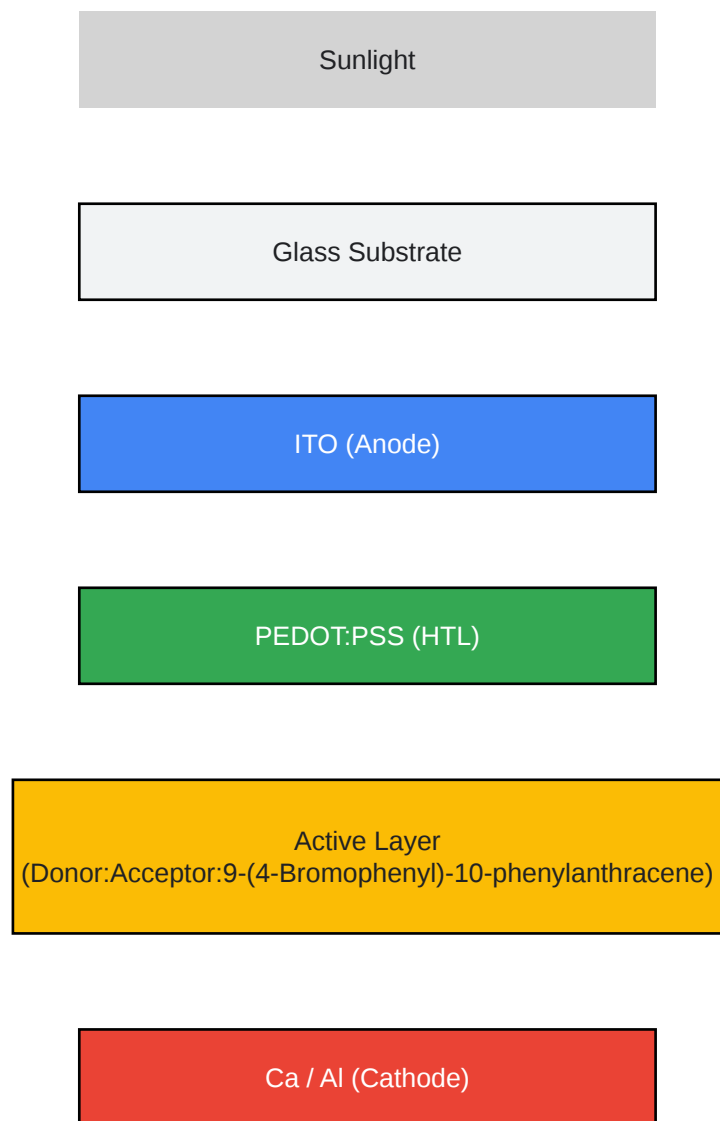 Sunlight
Glass Substrate
ITO (Anode)
PEDOT:PSS (HTL)
Active Layer
(Donor:Acceptor:9-(4-Bromophenyl)-10-phenylanthracene)
Ca / Al (Cathode)